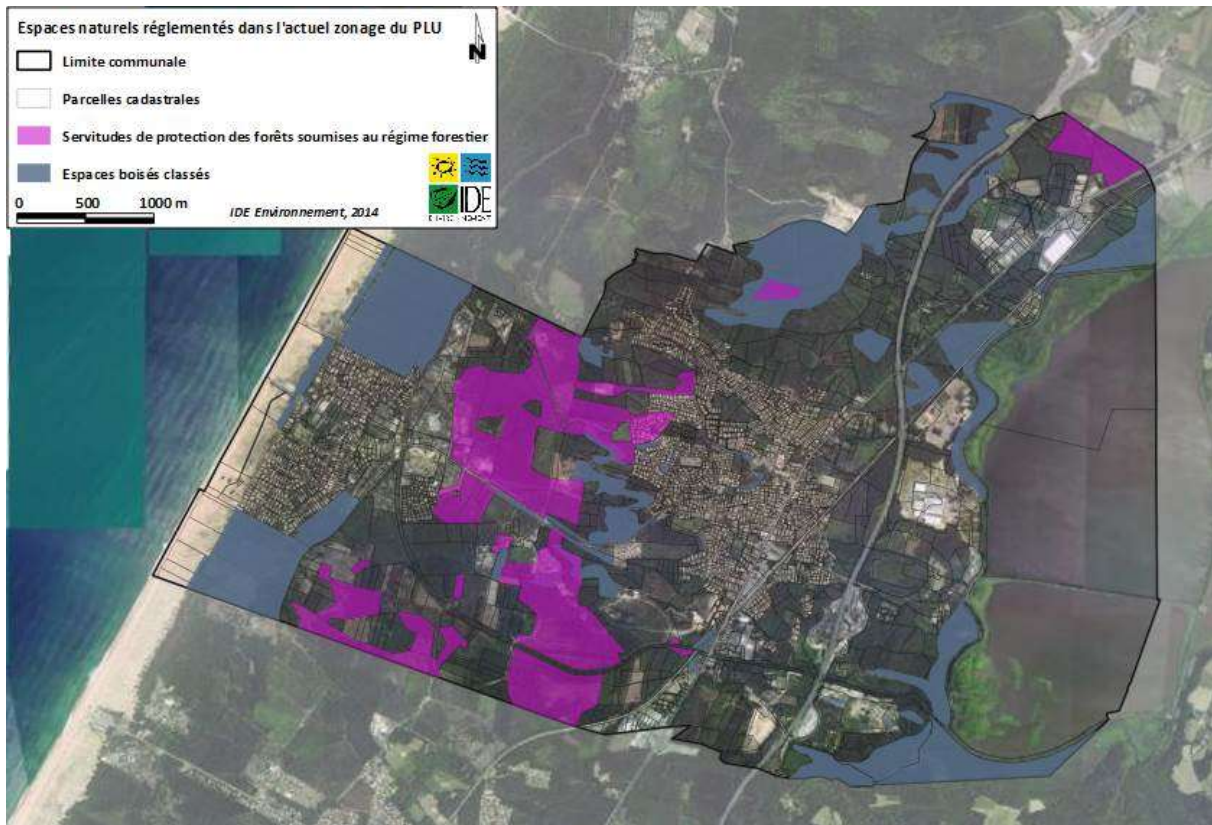 Espaces naturels réglementés dans l'actuel zonage du PLU
N
Limite communale
Parcelles cadastrales
Servitudes de protection des forêts soumises au régime forestier
Espaces boisés classés
0 500 1000 m
IDE Environnement, 2014
IDE